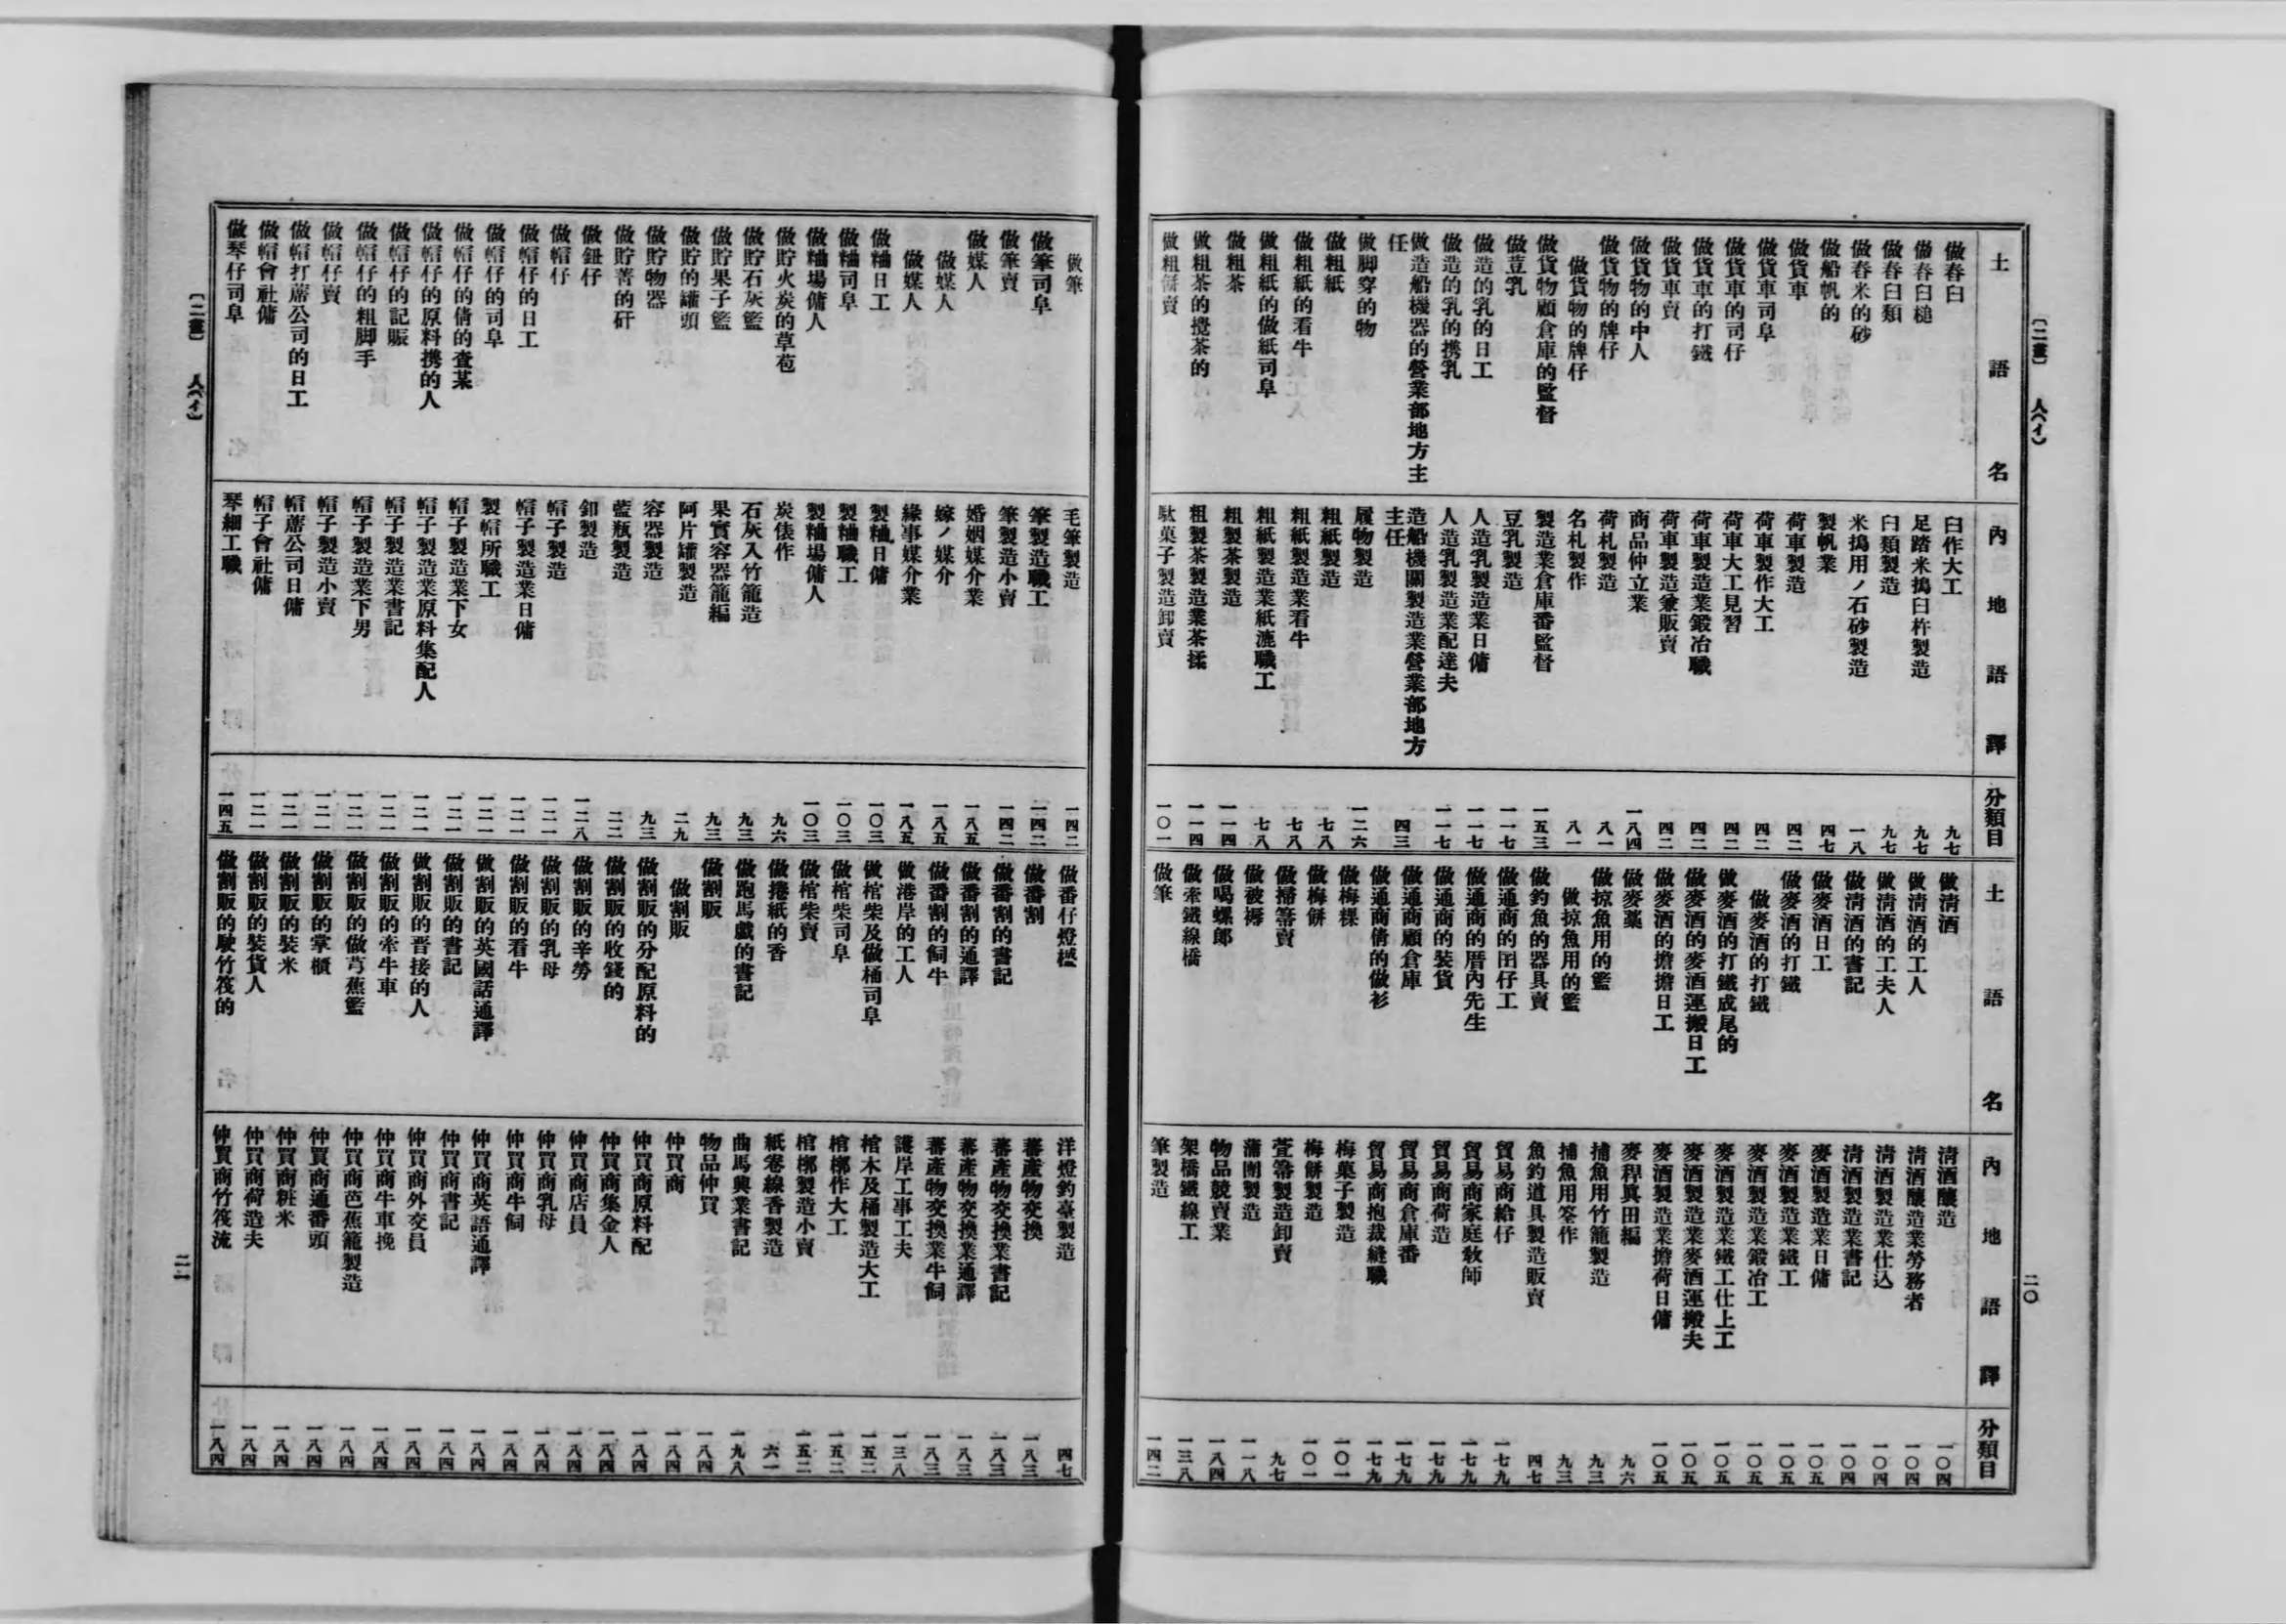 〔二畫〕 人(イ)
二〇
土語名
內地語譯
分類目
做舂臼 臼作大工 九七
做舂臼槌 足踏米搗臼杵製造 九七
做舂臼類 臼類製造 九七
做舂米的砂 米搗用ノ石砂製造 一八
做船帆的 製帆業 四七
做貨車 荷車製造 四二
做貨車司阜 荷車製作大工 四二
做貨車的司仔 荷車大工見習 四二
做貨車的打鐵 荷車製造業鍛冶職 四二
做貨車賣 荷車製造兼販賣 四二
做貨物的中人 商品仲立業 一八四
做貨物的牌仔 荷札製造 八一
做貨物的牌仔 名札製作 八一
做貨物顧倉庫的監督 製造業倉庫番監督 一五三
做荳乳 豆乳製造 一一七
做造的乳的日工 人造乳製造業日傭 一一七
做造的乳的携乳 人造乳製造業配達夫 一一七
做造船機器的營業部地方主任 造船機關製造業營業部地方主任 四三
做脚穿的物 履物製造 一二六
做粗紙 粗紙製造 七八
做粗紙的看牛 粗紙製造業看牛 七八
做粗紙的做紙司阜 粗紙製造業紙漉職工 七八
做粗茶 粗製茶製造 一一四
做粗茶的攪茶的 粗製茶製造業茶揉 一一四
做粗餅賣 駄菓子製造卸賣 一〇一
土語名
內地語譯
分類目
做淸酒 淸酒釀造 一〇四
做淸酒的工人 淸酒釀造業勞務者 一〇四
做淸酒的工夫人 淸酒製造業仕込 一〇四
做淸酒的書記 淸酒製造業書記 一〇四
做麥酒日工 麥酒製造業日傭 一〇五
做麥酒的打鐵 麥酒製造業鐵工 一〇五
做麥酒的打鐵 麥酒製造業鍛冶工 一〇五
做麥酒的打鐵成尾的 麥酒製造業鐵工仕上工 一〇五
做麥酒的麥酒運搬日工 麥酒製造業麥酒運搬夫 一〇五
做麥酒的擔擔日工 麥酒製造業擔荷日傭 一〇五
做麥藁 麥稈眞田編 九六
做掠魚用的籃 捕魚用竹籠製造 九三
做掠魚用的籃 捕魚用筌作 九三
做釣魚的器具賣 魚釣道具製造販賣 四七
做通商的囝仔工 貿易商給仔 一七九
做通商的厝內先生 貿易商家庭敎師 一七九
做通商的裝貨 貿易商荷造 一七九
做通商顧倉庫 貿易商倉庫番 一七九
做通商倩的做衫 貿易商抱裁縫職 一七九
做梅粿 梅菓子製造 一〇一
做梅餅 梅餅製造 一〇一
做掃箒賣 萱箒製造卸賣 九七
做被褥 蒲團製造 一一八
做喝螺郞 物品競賣業 一八四
做牽鐵線橋 架橋鐵線工 一三八
做筆 筆製造 一四二
〔二畫〕 人(イ)
二一
做筆 毛筆製造 一四二
做筆司阜 筆製造職工 一四二
做筆賣 筆製造小賣 一四二
做媒人 婚姻媒介業 一八五
做媒人 嫁ノ媒介 一八五
做媒人 緣事媒介業 一八五
做粬日工 製粬日傭 一〇三
做粬司阜 製粬職工 一〇三
做粬場傭人 製粬場傭人 一〇三
做貯火炭的草苞 炭俵作 九六
做貯石灰籃 石灰入竹籠造 九三
做貯果子籃 果實容器籠編 九三
做貯的罐頭 阿片罐製造 二九
做貯物器 容器製造 九三
做貯菁的矸 藍瓶製造 二二
做鈕仔 釦製造 一二八
做帽仔 帽子製造 一二一
做帽仔的日工 帽子製造業日傭 一二一
做帽仔的司阜 製帽所職工 一二一
做帽仔的倩的査某 帽子製造業下女 一二一
做帽仔的原料携的人 帽子製造業原料集配人 一二一
做帽仔的記賬 帽子製造業書記 一二一
做帽仔的粗脚手 帽子製造業下男 一二一
做帽仔賣 帽子製造小賣 一二一
做帽打蓆公司的日工 帽蓆公司日傭 一二一
做帽會社傭 帽子會社傭 一二一
做琴仔司阜 琴細工職 一四五
做番仔燈檠 洋燈釣臺製造 四七
做番割 蕃產物交換 一八三
做番割的書記 蕃產物交換業書記 一八三
做番割的通譯 蕃產物交換業通譯 一八三
做番割的飼牛 蕃產物交換業牛飼 一八三
做港岸的工人 護岸工事工夫 一三八
做棺柴及做桶司阜 棺木及桶製造大工 一五二
做棺柴司阜 棺槨作大工 一五二
做棺柴賣 棺槨製造小賣 一五二
做捲紙的香 紙卷線香製造 六一
做跑馬戲的書記 曲馬興業書記 一九八
做割販 物品仲買 一八四
做割販 仲買商 一八四
做割販的分配原料的 仲買商原料配 一八四
做割販的收錢的 仲買商集金人 一八四
做割販的辛勞 仲買商店員 一八四
做割販的乳母 仲買商乳母 一八四
做割販的看牛 仲買商牛飼 一八四
做割販的英國話通譯 仲買商英語通譯 一八四
做割販的書記 仲買商書記 一八四
做割販的晋接的人 仲買商外交員 一八四
做割販的牽牛車 仲買商牛車挽 一八四
做割販的做芎蕉籃 仲買商芭蕉籠製造 一八四
做割販的掌櫃 仲買商通番頭 一八四
做割販的裝米 仲買商粧米 一八四
做割販的裝貨人 仲買商荷造夫 一八四
做割販的駛竹筏的 仲買商竹筏流 一八四